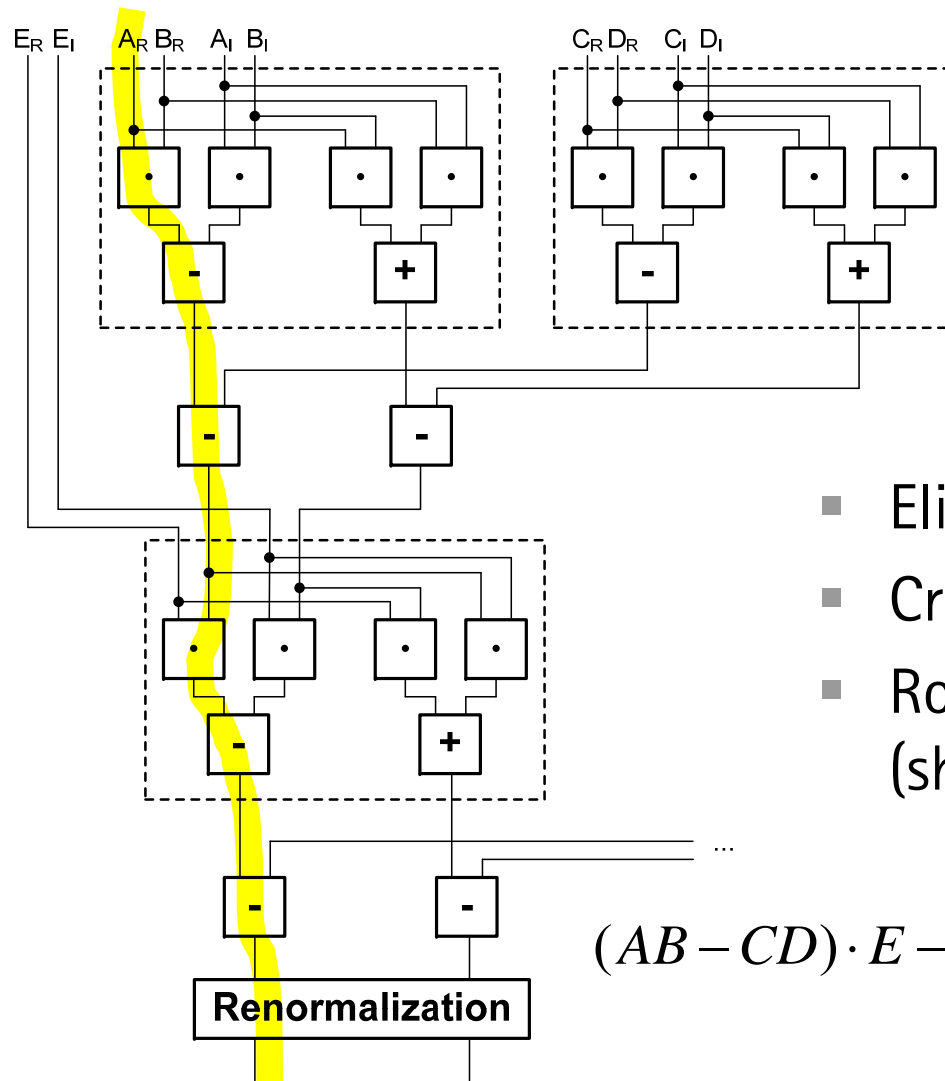 E_R E_I A_R B_R A_I B_I C_R D_R C_I D_I
· · · · · · · ·
- + - +
- -
Eli
Cr
Ro
(sh
· · · ·
- +
...
- -
(AB − CD) · E −
Renormalization